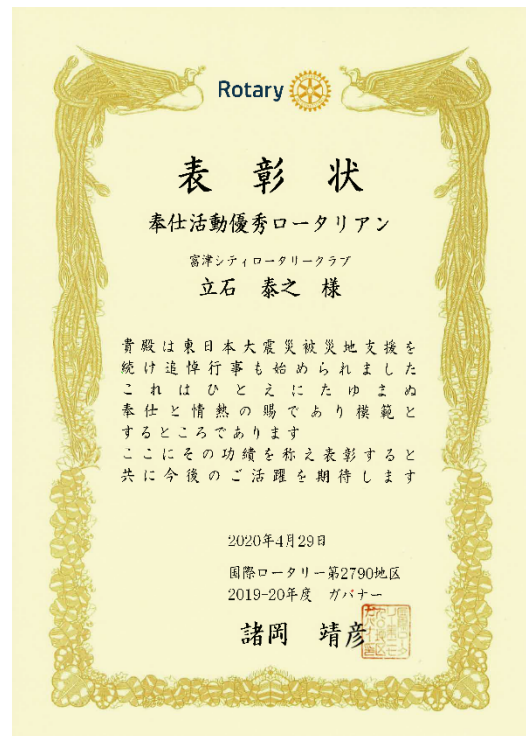 Rotary
表彰状
奉仕活動優秀ロータリアン
富津シティロータリークラブ
立石 泰之 様
貴殿は東日本大震災被災地支援を
続け追悼行事も始められました
これはひとえにたゆまぬ
奉仕と情熱の賜であり模範と
するところであります
ここにその功績を称え表彰すると
共に今後のご活躍を期待します
2020年4月29日
国際ロータリー第2790地区
2019-20年度 ガバナー
諸岡 靖彦